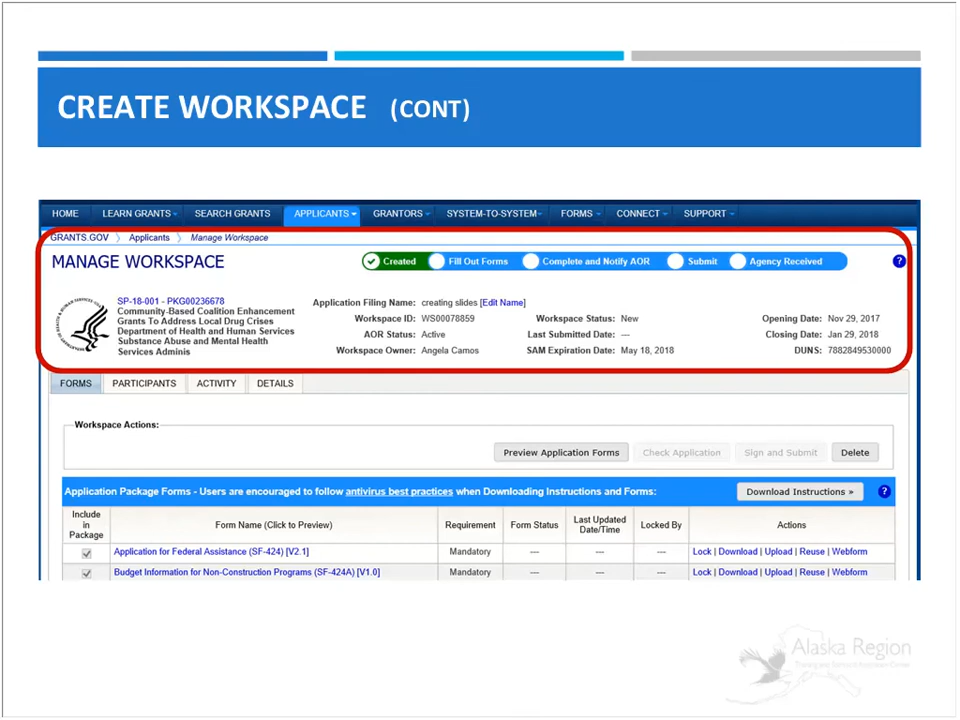 CREATE WORKSPACE (CONT)
HOME LEARN GRANTS SEARCH GRANTS APPLICANTS GRANTORS SYSTEM-TO-SYSTEM FORMS CONNECT SUPPORT
GRANTS.GOV Applicants Manage Workspace
MANAGE WORKSPACE Created Fill Out Forms Complete and Notify AOR Submit Agency Received ?
SP-18-001 - PKG00236678
Community-Based Coalition Enhancement
Grants To Address Local Drug Crises
Department of Health and Human Services
Substance Abuse and Mental Health
Services Adminis
Application Filing Name: creating slides [Edit Name]
Workspace ID: WS00078859 Workspace Status: New Opening Date: Nov 29, 2017
AOR Status: Active Last Submitted Date: --- Closing Date: Jan 29, 2018
Workspace Owner: Angela Camos SAM Expiration Date: May 18, 2018 DUNS: 7882849530000
FORMS PARTICIPANTS ACTIVITY DETAILS
Workspace Actions:
Preview Application Forms Check Application Sign and Submit Delete
Application Package Forms - Users are encouraged to follow antivirus best practices when Downloading Instructions and Forms: Download Instructions » ?
Include in Package Form Name (Click to Preview) Requirement Form Status Last Updated Date/Time Locked By Actions
Application for Federal Assistance (SF-424) [V2.1] Mandatory --- --- --- Lock | Download | Upload | Reuse | Webform
Budget Information for Non-Construction Programs (SF-424A) [V1.0] Mandatory --- --- --- Lock | Download | Upload | Reuse | Webform
Alaska Region